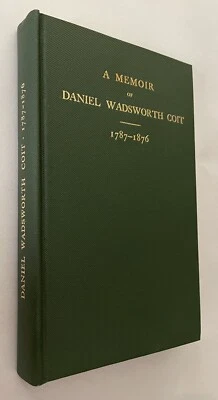 A MEMOIR
OF
DANIEL WADSWORTH COIT
1787-1876
DANIEL WADSWORTH COIT · 1787-1876